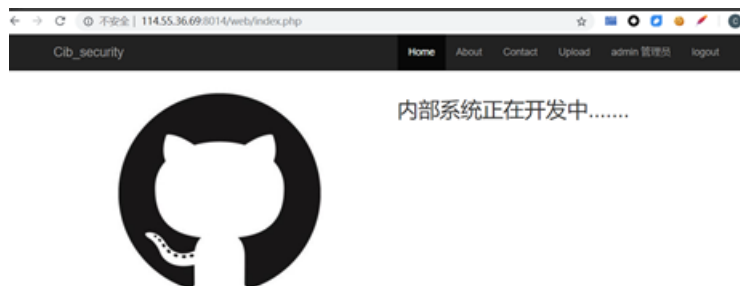 不安全 | 114.55.36.69:8014/web/index.php
Cib_security Home About Contact Upload admin 管理员 logout
内部系统正在开发中.......